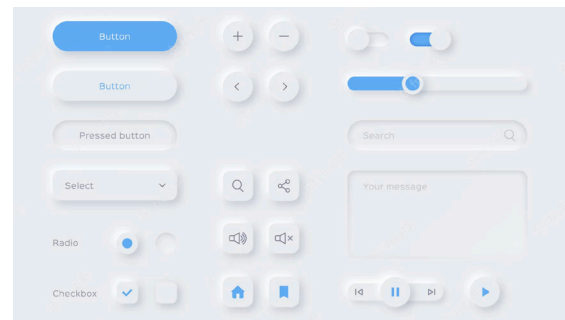 Button
Button
Pressed button
Search
Select
Your message
Radio
Checkbox